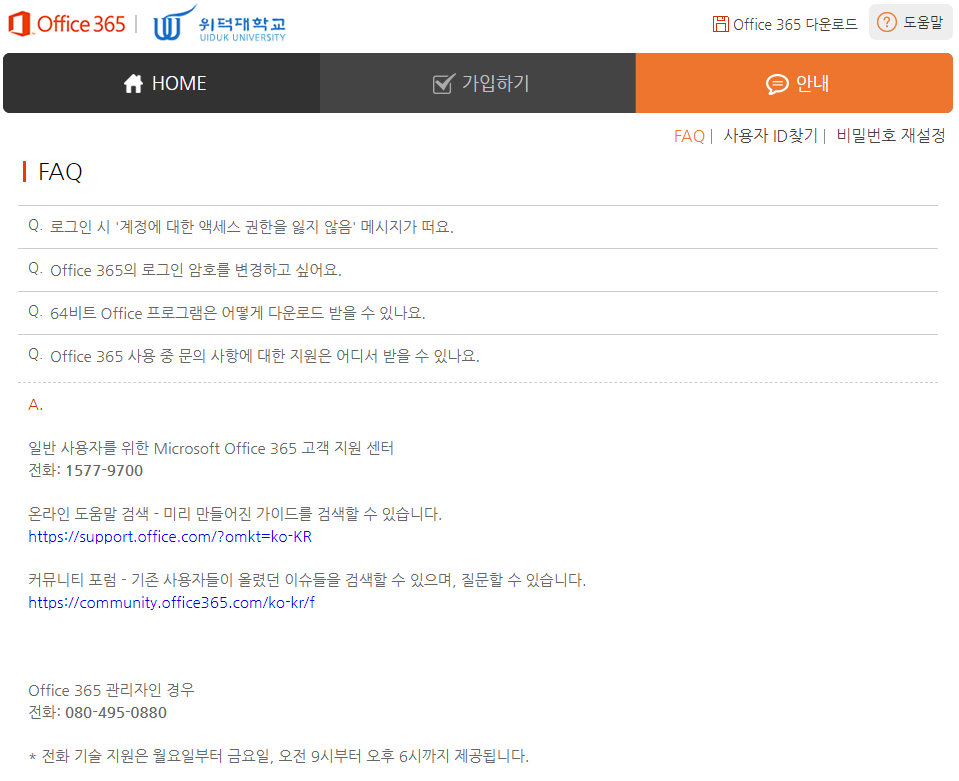 Office 365 | 위덕대학교 UIDUK UNIVERSITY
Office 365 다운로드 ? 도움말
HOME 가입하기 안내
FAQ | 사용자 ID찾기 | 비밀번호 재설정
FAQ
Q. 로그인 시 '계정에 대한 액세스 권한을 잃지 않음' 메시지가 떠요.
Q. Office 365의 로그인 암호를 변경하고 싶어요.
Q. 64비트 Office 프로그램은 어떻게 다운로드 받을 수 있나요.
Q. Office 365 사용 중 문의 사항에 대한 지원은 어디서 받을 수 있나요.
A.
일반 사용자를 위한 Microsoft Office 365 고객 지원 센터
전화: 1577-9700
온라인 도움말 검색 - 미리 만들어진 가이드를 검색할 수 있습니다.
https://support.office.com/?omkt=ko-KR
커뮤니티 포럼 - 기존 사용자들이 올렸던 이슈들을 검색할 수 있으며, 질문할 수 있습니다.
https://community.office365.com/ko-kr/f
Office 365 관리자인 경우
전화: 080-495-0880
* 전화 기술 지원은 월요일부터 금요일, 오전 9시부터 오후 6시까지 제공됩니다.